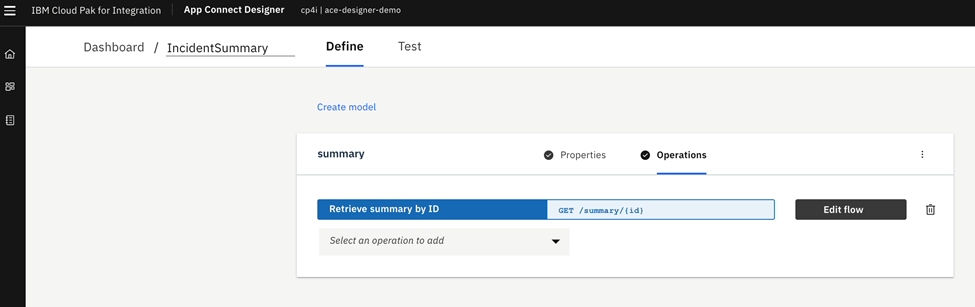 IBM Cloud Pak for Integration App Connect Designer cp4i | ace-designer-demo
Dashboard / IncidentSummary Define Test
Create model
summary Properties Operations
Retrieve summary by ID GET /summary/{id} Edit flow
Select an operation to add